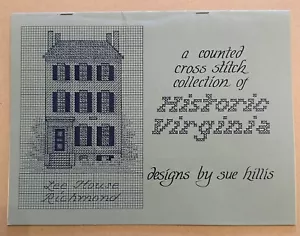 a counted
cross stitch
collection of
Historic
Virginia
designs by sue hillis
Lee House
Richmond